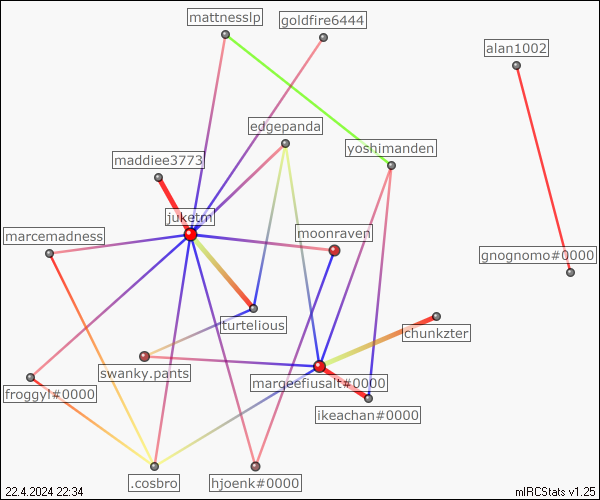 mattnesslp
goldfire6444
alan1002
edgepanda
yoshimanden
maddiee3773
juketm
marcemadness
moonraven
gnognomo#0000
turtelious
chunkzter
swanky.pants
margeefiusalt#0000
froggyl#0000
ikeachan#0000
.cosbro
hjoenk#0000
22.4.2024 22:34
mIRCStats v1.25